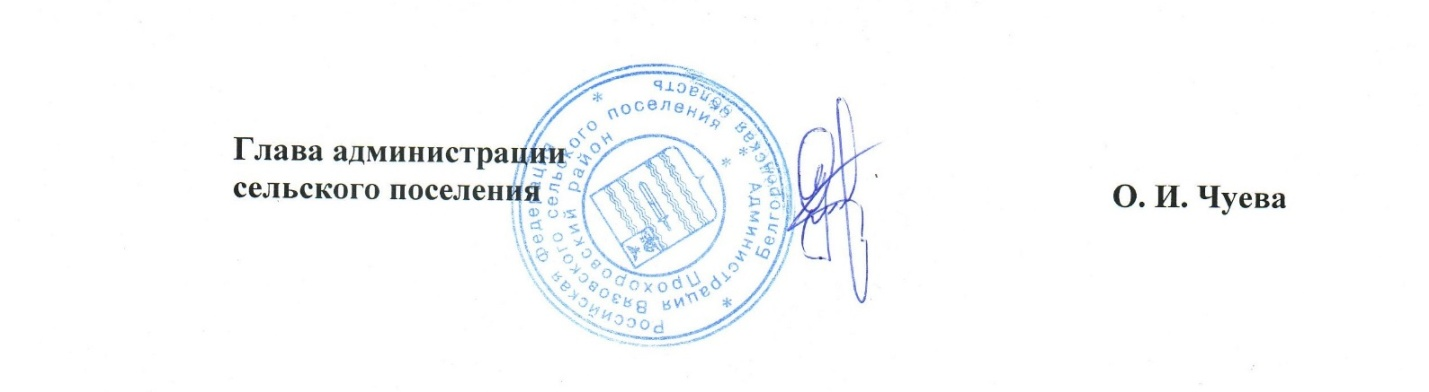 Глава администрации
сельского поселения
О. И. Чуева
Российская Федерация * Белгородская область
* Администрация Вязовского сельского поселения *
Прохоровский район *